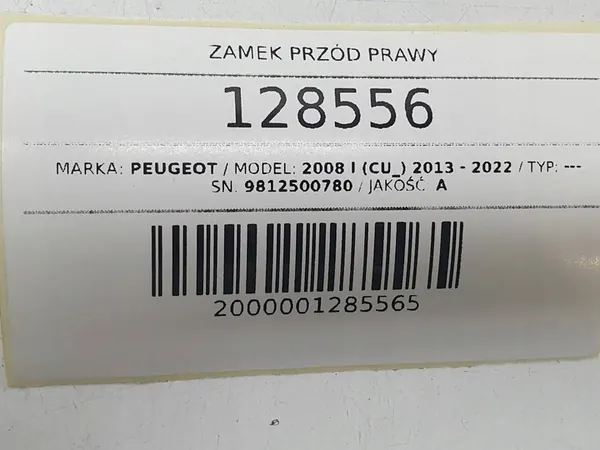 ZAMEK PRZÓD PRAWY
128556
MARKA: PEUGEOT / MODEL: 2008 I (CU_) 2013 - 2022 / TYP: ---
SN. 9812500780 / JAKOŚĆ A
2000001285565